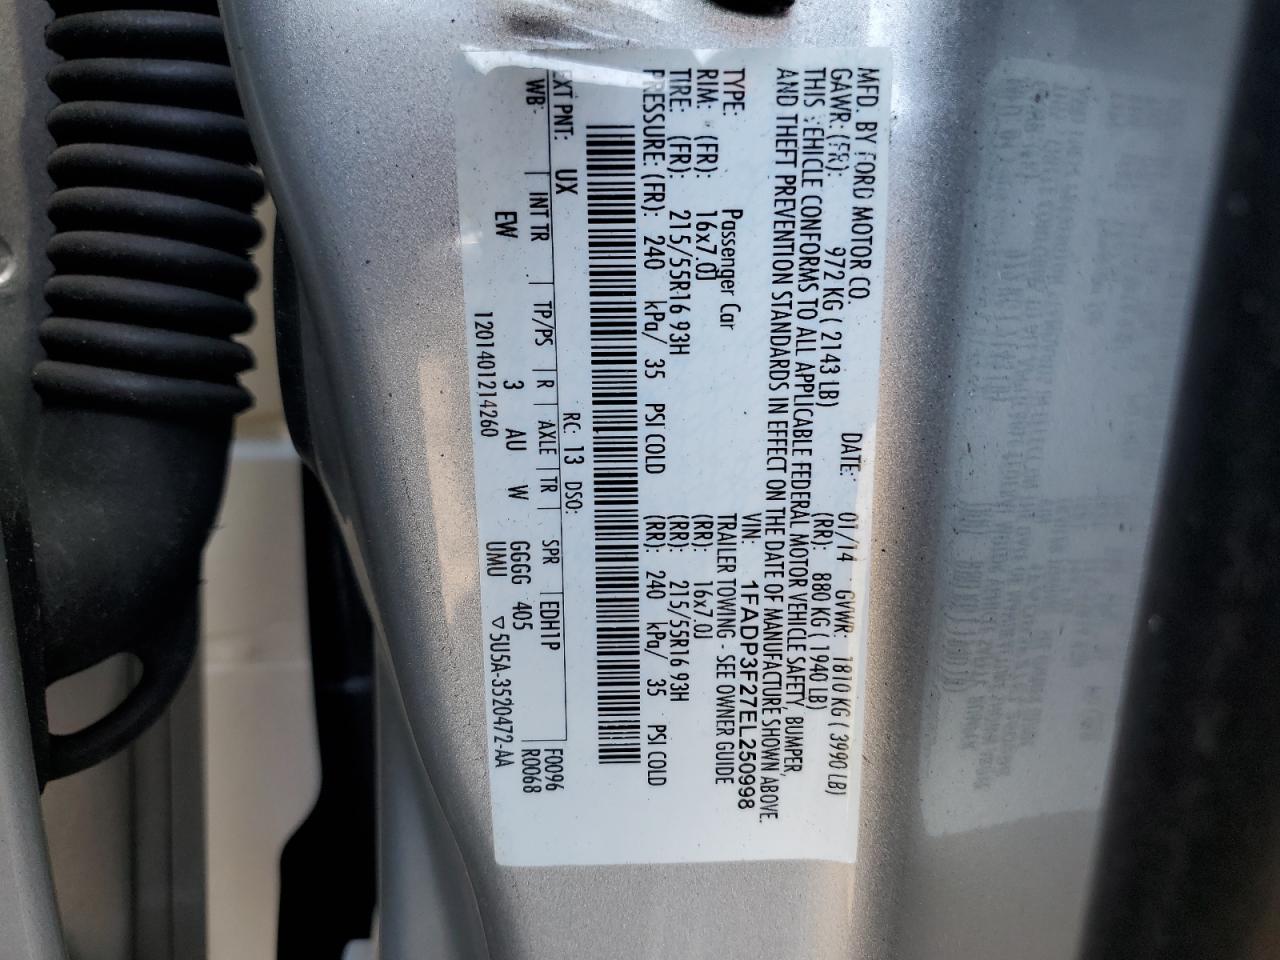 MFD. BY FORD MOTOR CO.
DATE: 01/14 GVWR: 1810 KG ( 3990 LB)
GAWR: (FR): 972 KG ( 2143 LB) (RR): 880 KG ( 1940 LB)
THIS VEHICLE CONFORMS TO ALL APPLICABLE FEDERAL MOTOR VEHICLE SAFETY, BUMPER,
AND THEFT PREVENTION STANDARDS IN EFFECT ON THE DATE OF MANUFACTURE SHOWN ABOVE.
VIN: 1FADP3F27EL250998
TYPE: Passenger Car TRAILER TOWING - SEE OWNER GUIDE
RIM: (FR): 16x7.0J (RR): 16x7.0J
TIRE: (FR): 215/55R16 93H (RR): 215/55R16 93H
PRESSURE: (FR): 240 kPa/ 35 PSI COLD (RR): 240 kPa/ 35 PSI COLD
EXT PNT: UX RC: 13 DSO: F0096
WB INT TR TP/PS R AXLE TR SPR EDH1P R0068
EW 3 AU W GGGG 405
1201401214260 UMU ▽5U5A-3520472-AA